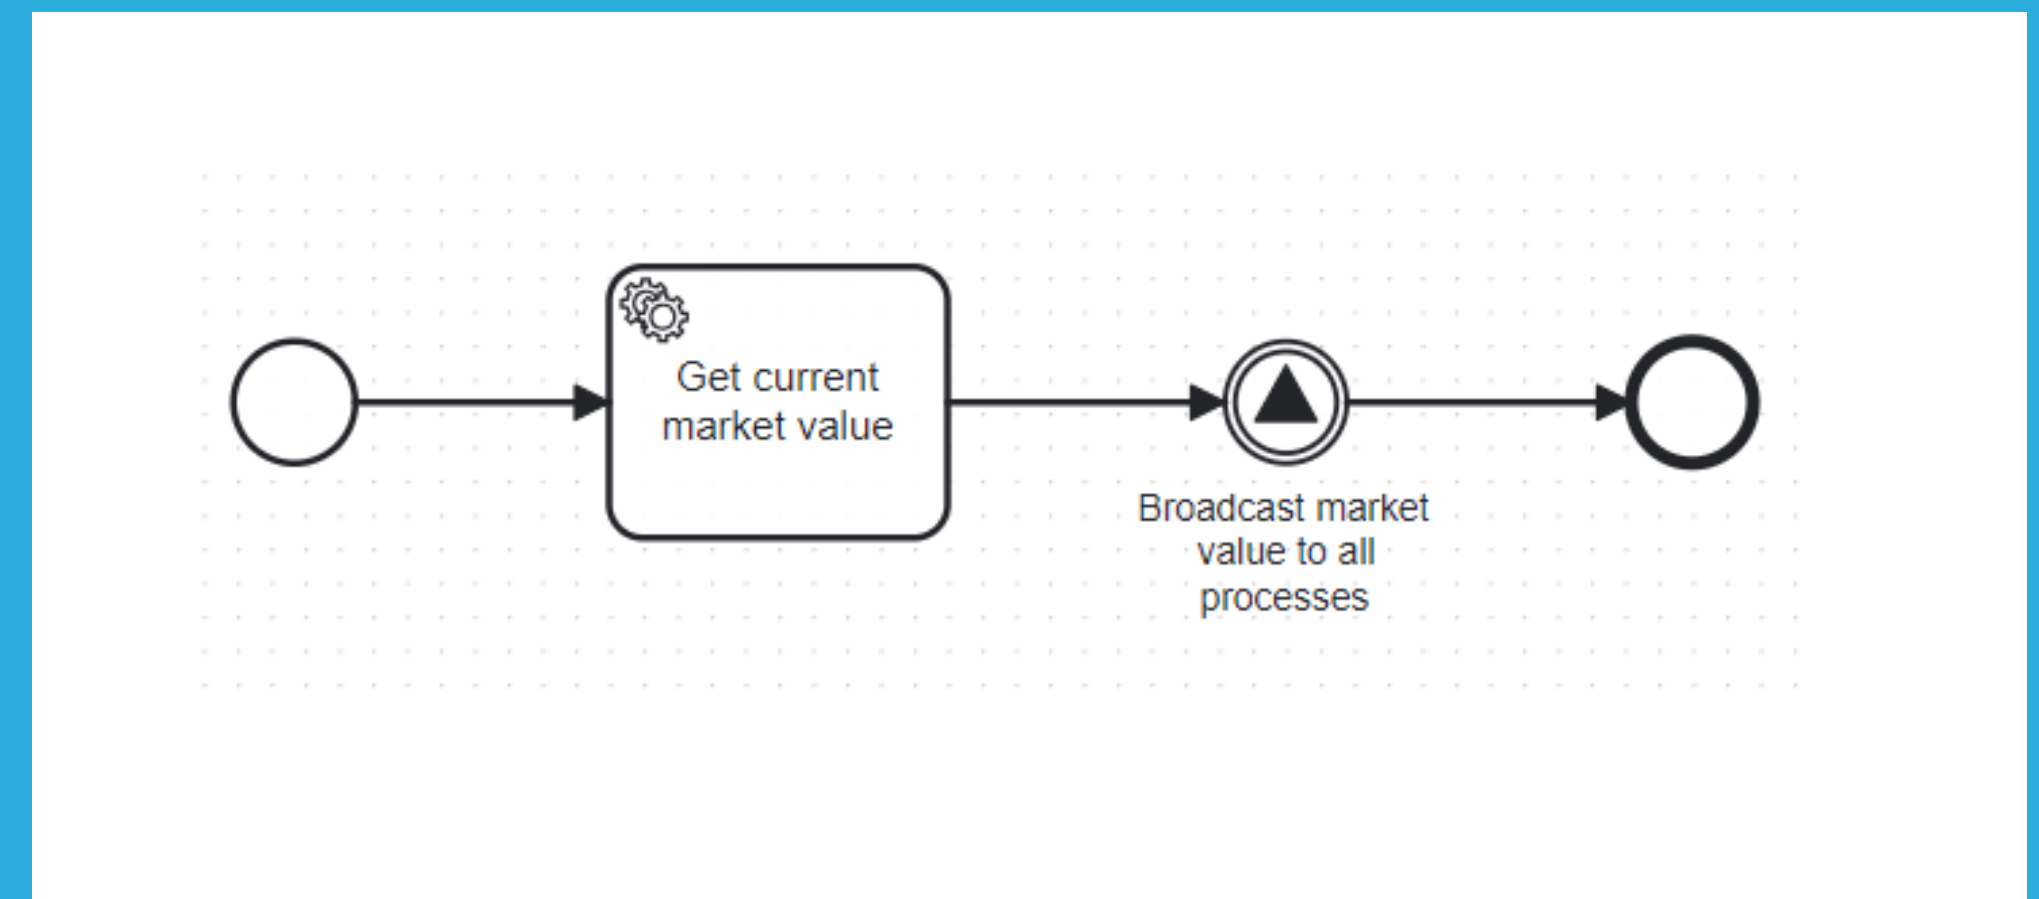 Get current
market value
Broadcast market
value to all
processes